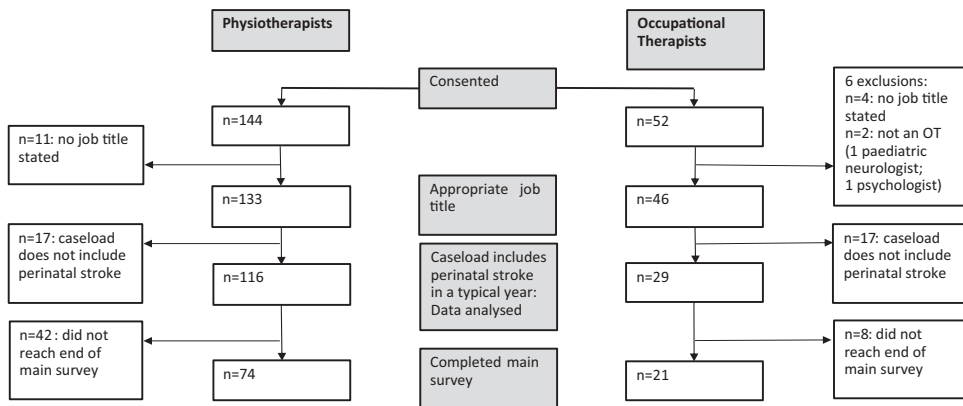 Physiotherapists
Occupational
Therapists
Consented
n=144
n=52
6 exclusions:
n=4: no job title
stated
n=2: not an OT
(1 paediatric
neurologist;
1 psychologist)
n=11: no job title
stated
n=133
Appropriate job
title
n=46
n=17: caseload
does not include
perinatal stroke
n=116
Caseload includes
perinatal stroke
in a typical year:
Data analysed
n=29
n=17: caseload
does not include
perinatal stroke
n=42 : did not
reach end of
main survey
n=74
Completed main
survey
n=21
n=8: did not
reach end of
main survey